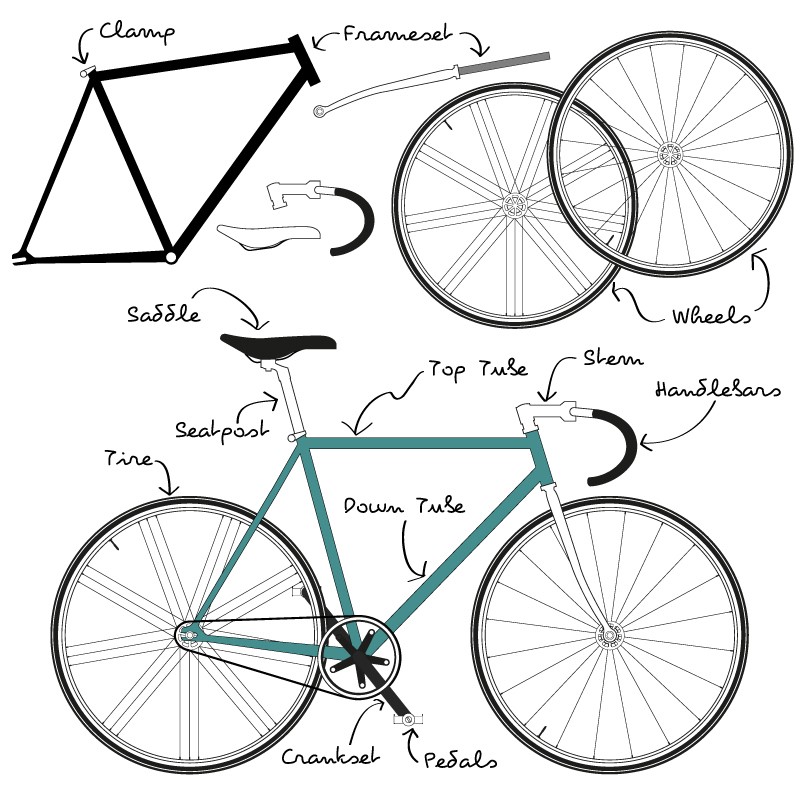 Clamp
Frameset
Wheels
Saddle
Top Tube
Stem
Handlebars
Seatpost
Tire
Down Tube
Crankset
Pedals